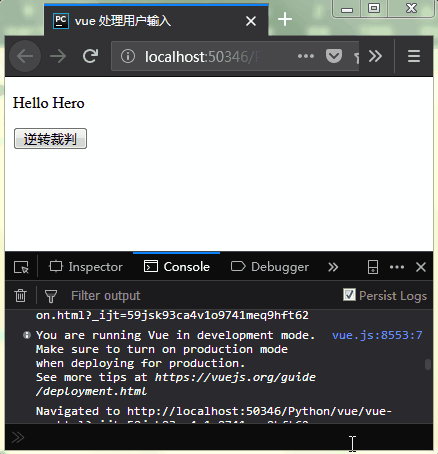 PC vue 处理用户输入
localhost:50346/P
Hello Hero
逆转裁判
Inspector Console Debugger
Filter output Persist Logs
on.html?_ijt=59jsk93ca4v1o9741meq9hft62
You are running Vue in development mode. vue.js:8553:7
Make sure to turn on production mode
when deploying for production.
See more tips at https://vuejs.org/guide
/deployment.html
Navigated to http://localhost:50346/Python/vue/vue-